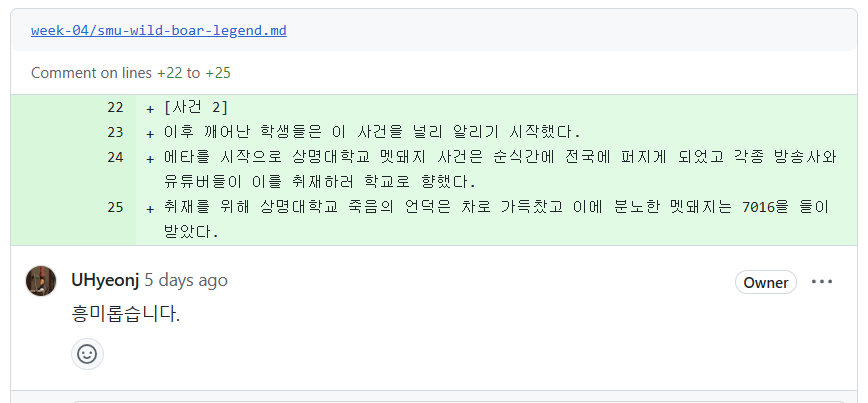 week-04/smu-wild-boar-legend.md
Comment on lines +22 to +25
22 + [사건 2]
23 + 이후 깨어난 학생들은 이 사건을 널리 알리기 시작했다.
24 + 에타를 시작으로 상명대학교 멧돼지 사건은 순식간에 전국에 퍼지게 되었고 각종 방송사와
유튜버들이 이를 취재하러 학교로 향했다.
25 + 취재를 위해 상명대학교 죽음의 언덕은 차로 가득찼고 이에 분노한 멧돼지는 7016을 들이
받았다.
UHyeonj 5 days ago Owner ...
흥미롭습니다.